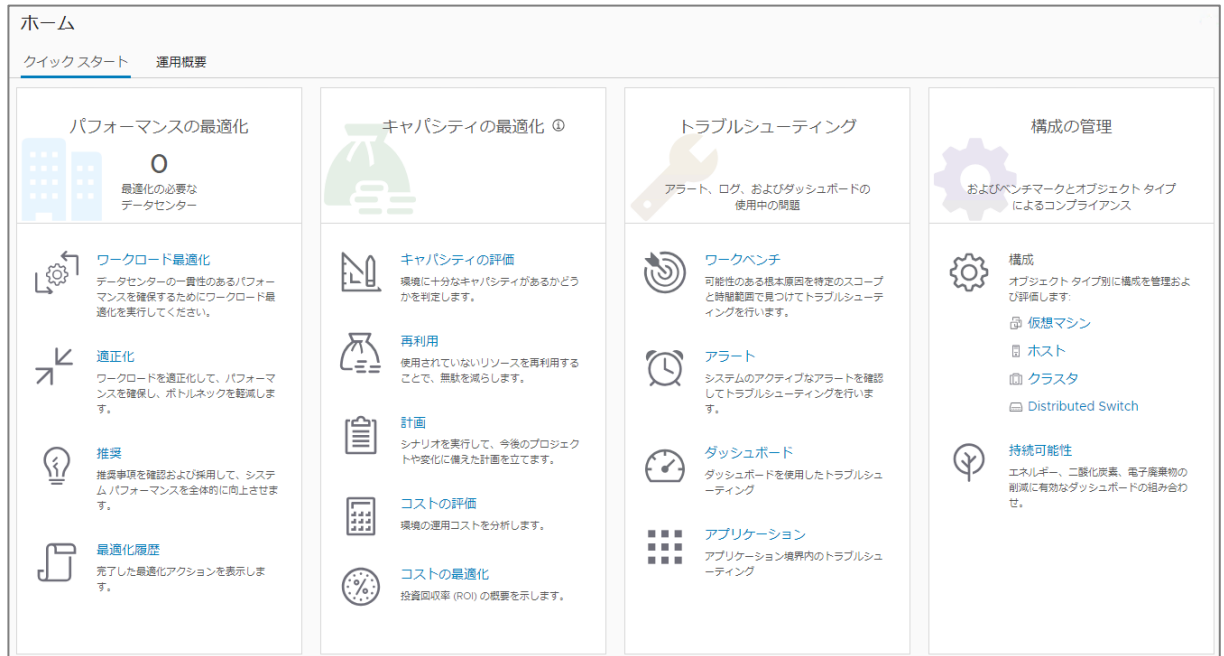 ホーム
クイック スタート
運用概要
パフォーマンスの最適化
0
最適化の必要な
データセンター
ワークロード最適化
データセンターの一貫性のあるパフォー
マンスを確保するためにワークロード最
適化を実行してください。
適正化
ワークロードを適正化して、パフォーマ
ンスを確保し、ボトルネックを軽減しま
す。
推奨
推奨事項を確認および採用して、システ
ム パフォーマンスを全体的に向上させま
す。
最適化履歴
完了した最適化アクションを表示しま
す。
キャパシティの最適化
キャパシティの評価
環境に十分なキャパシティがあるかどう
かを判定します。
再利用
使用されていないリソースを再利用する
ことで、無駄を減らします。
計画
シナリオを実行して、今後のプロジェク
トや変化に備えた計画を立てます。
コストの評価
環境の運用コストを分析します。
コストの最適化
投資回収率 (ROI) の概要を示します。
トラブルシューティング
アラート、ログ、およびダッシュボードの
使用中の問題
ワークベンチ
可能性のある根本原因を特定のスコープ
と時間範囲で見つけてトラブルシューテ
ィングを行います。
アラート
システムのアクティブなアラートを確認
してトラブルシューティングを行いま
す。
ダッシュボード
ダッシュボードを使用したトラブルシュ
ーティング
アプリケーション
アプリケーション境界内のトラブルシュ
ーティング
構成の管理
およびベンチマークとオブジェクト タイプ
によるコンプライアンス
構成
オブジェクト タイプ別に構成を管理およ
び評価します:
仮想マシン
ホスト
クラスタ
Distributed Switch
持続可能性
エネルギー、二酸化炭素、電子廃棄物の
削減に有効なダッシュボードの組み合わ
せ。